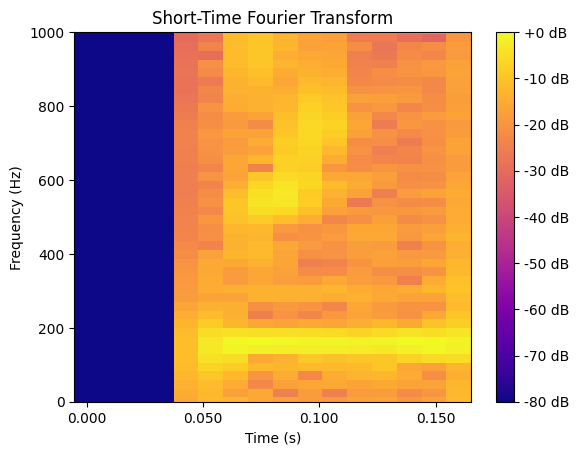 Short-Time Fourier Transform
1000
800
600
400
200
0
Frequency (Hz)
0.000
0.050
0.100
0.150
Time (s)
+0 dB
-10 dB
-20 dB
-30 dB
-40 dB
-50 dB
-60 dB
-70 dB
-80 dB